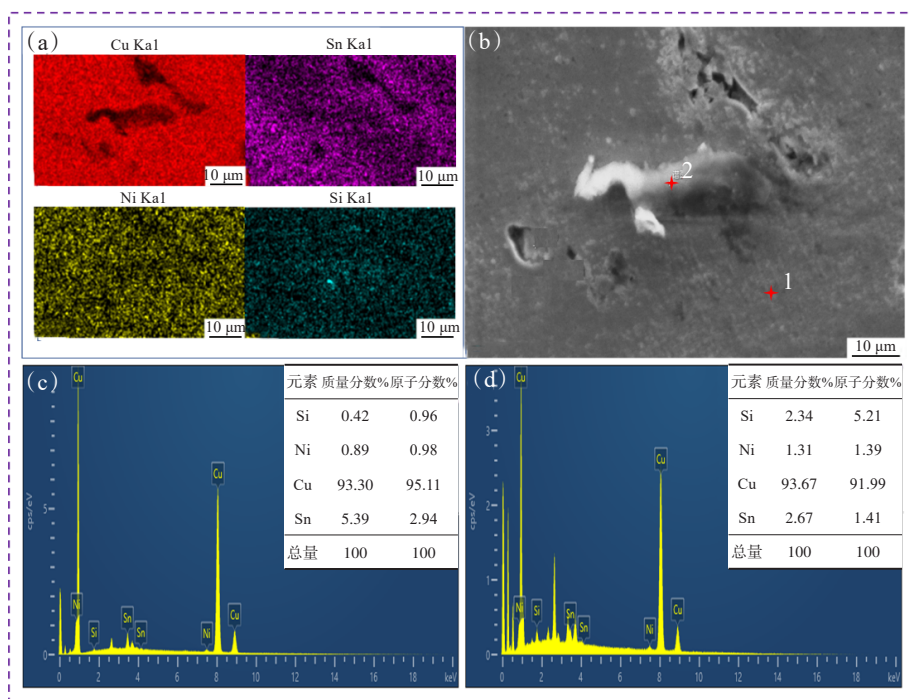 (a)
Cu Ka1
Sn Ka1
10 μm
10 μm
Ni Ka1
Si Ka1
10 μm
10 μm
(b)
2
1
10 μm
(c)
Cu
5
cps/eV
Ni
Si
Sn
Sn
Ni
Cu
Cu
0 2 4 6 8 10 12 14 16 18 keV
元素 质量分数% 原子分数%
Si 0.42 0.96
Ni 0.89 0.98
Cu 93.30 95.11
Sn 5.39 2.94
总量 100 100
(d)
Cu
3
2
1
0
cps/eV
Ni
Si
Sn
Sn
Ni
Cu
Cu
0 2 4 6 8 10 12 14 16 18 keV
元素 质量分数% 原子分数%
Si 2.34 5.21
Ni 1.31 1.39
Cu 93.67 91.99
Sn 2.67 1.41
总量 100 100